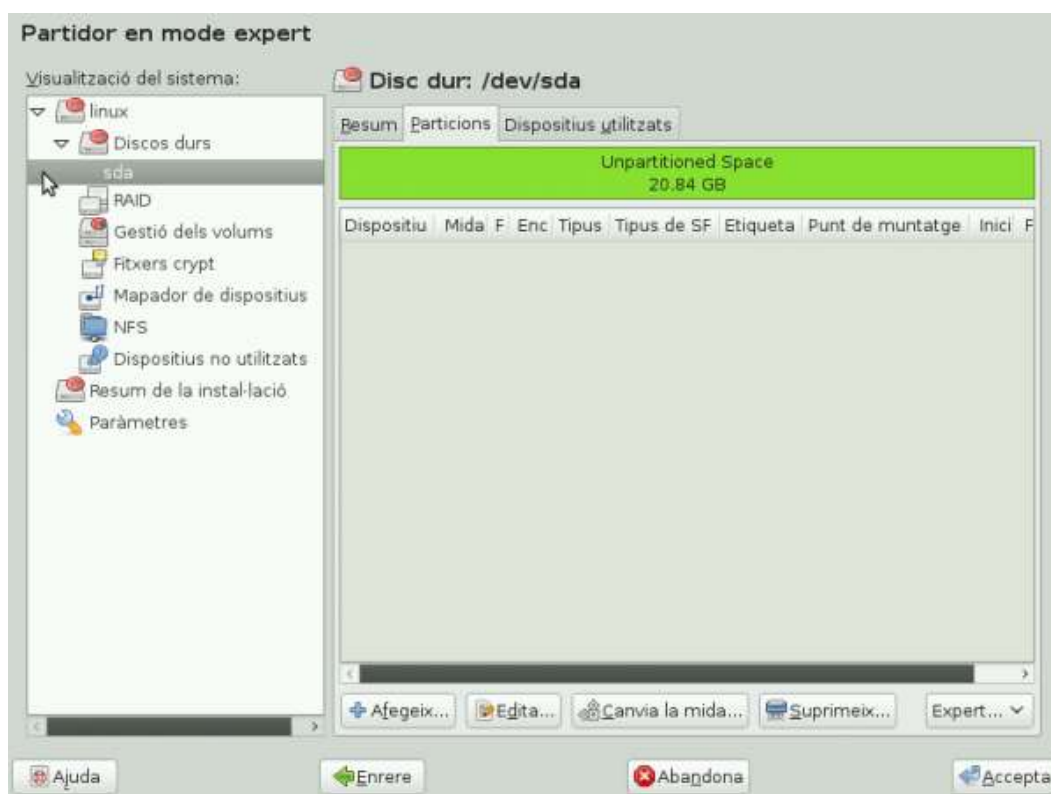 Partidor en mode expert
Visualització del sistema:
linux
Discos durs
sda
RAID
Gestió dels volums
Fitxers crypt
Mapador de dispositius
NFS
Dispositius no utilitzats
Resum de la instal·lació
Paràmetres
Disc dur: /dev/sda
Resum Particions Dispositius utilitzats
Unpartitioned Space
20.84 GB
Dispositiu Mida F Enc Tipus Tipus de SF Etiqueta Punt de muntatge Inici F
Afegeix... Edita... Canvia la mida... Suprimeix... Expert...
Ajuda Enrere Abandona Accepta